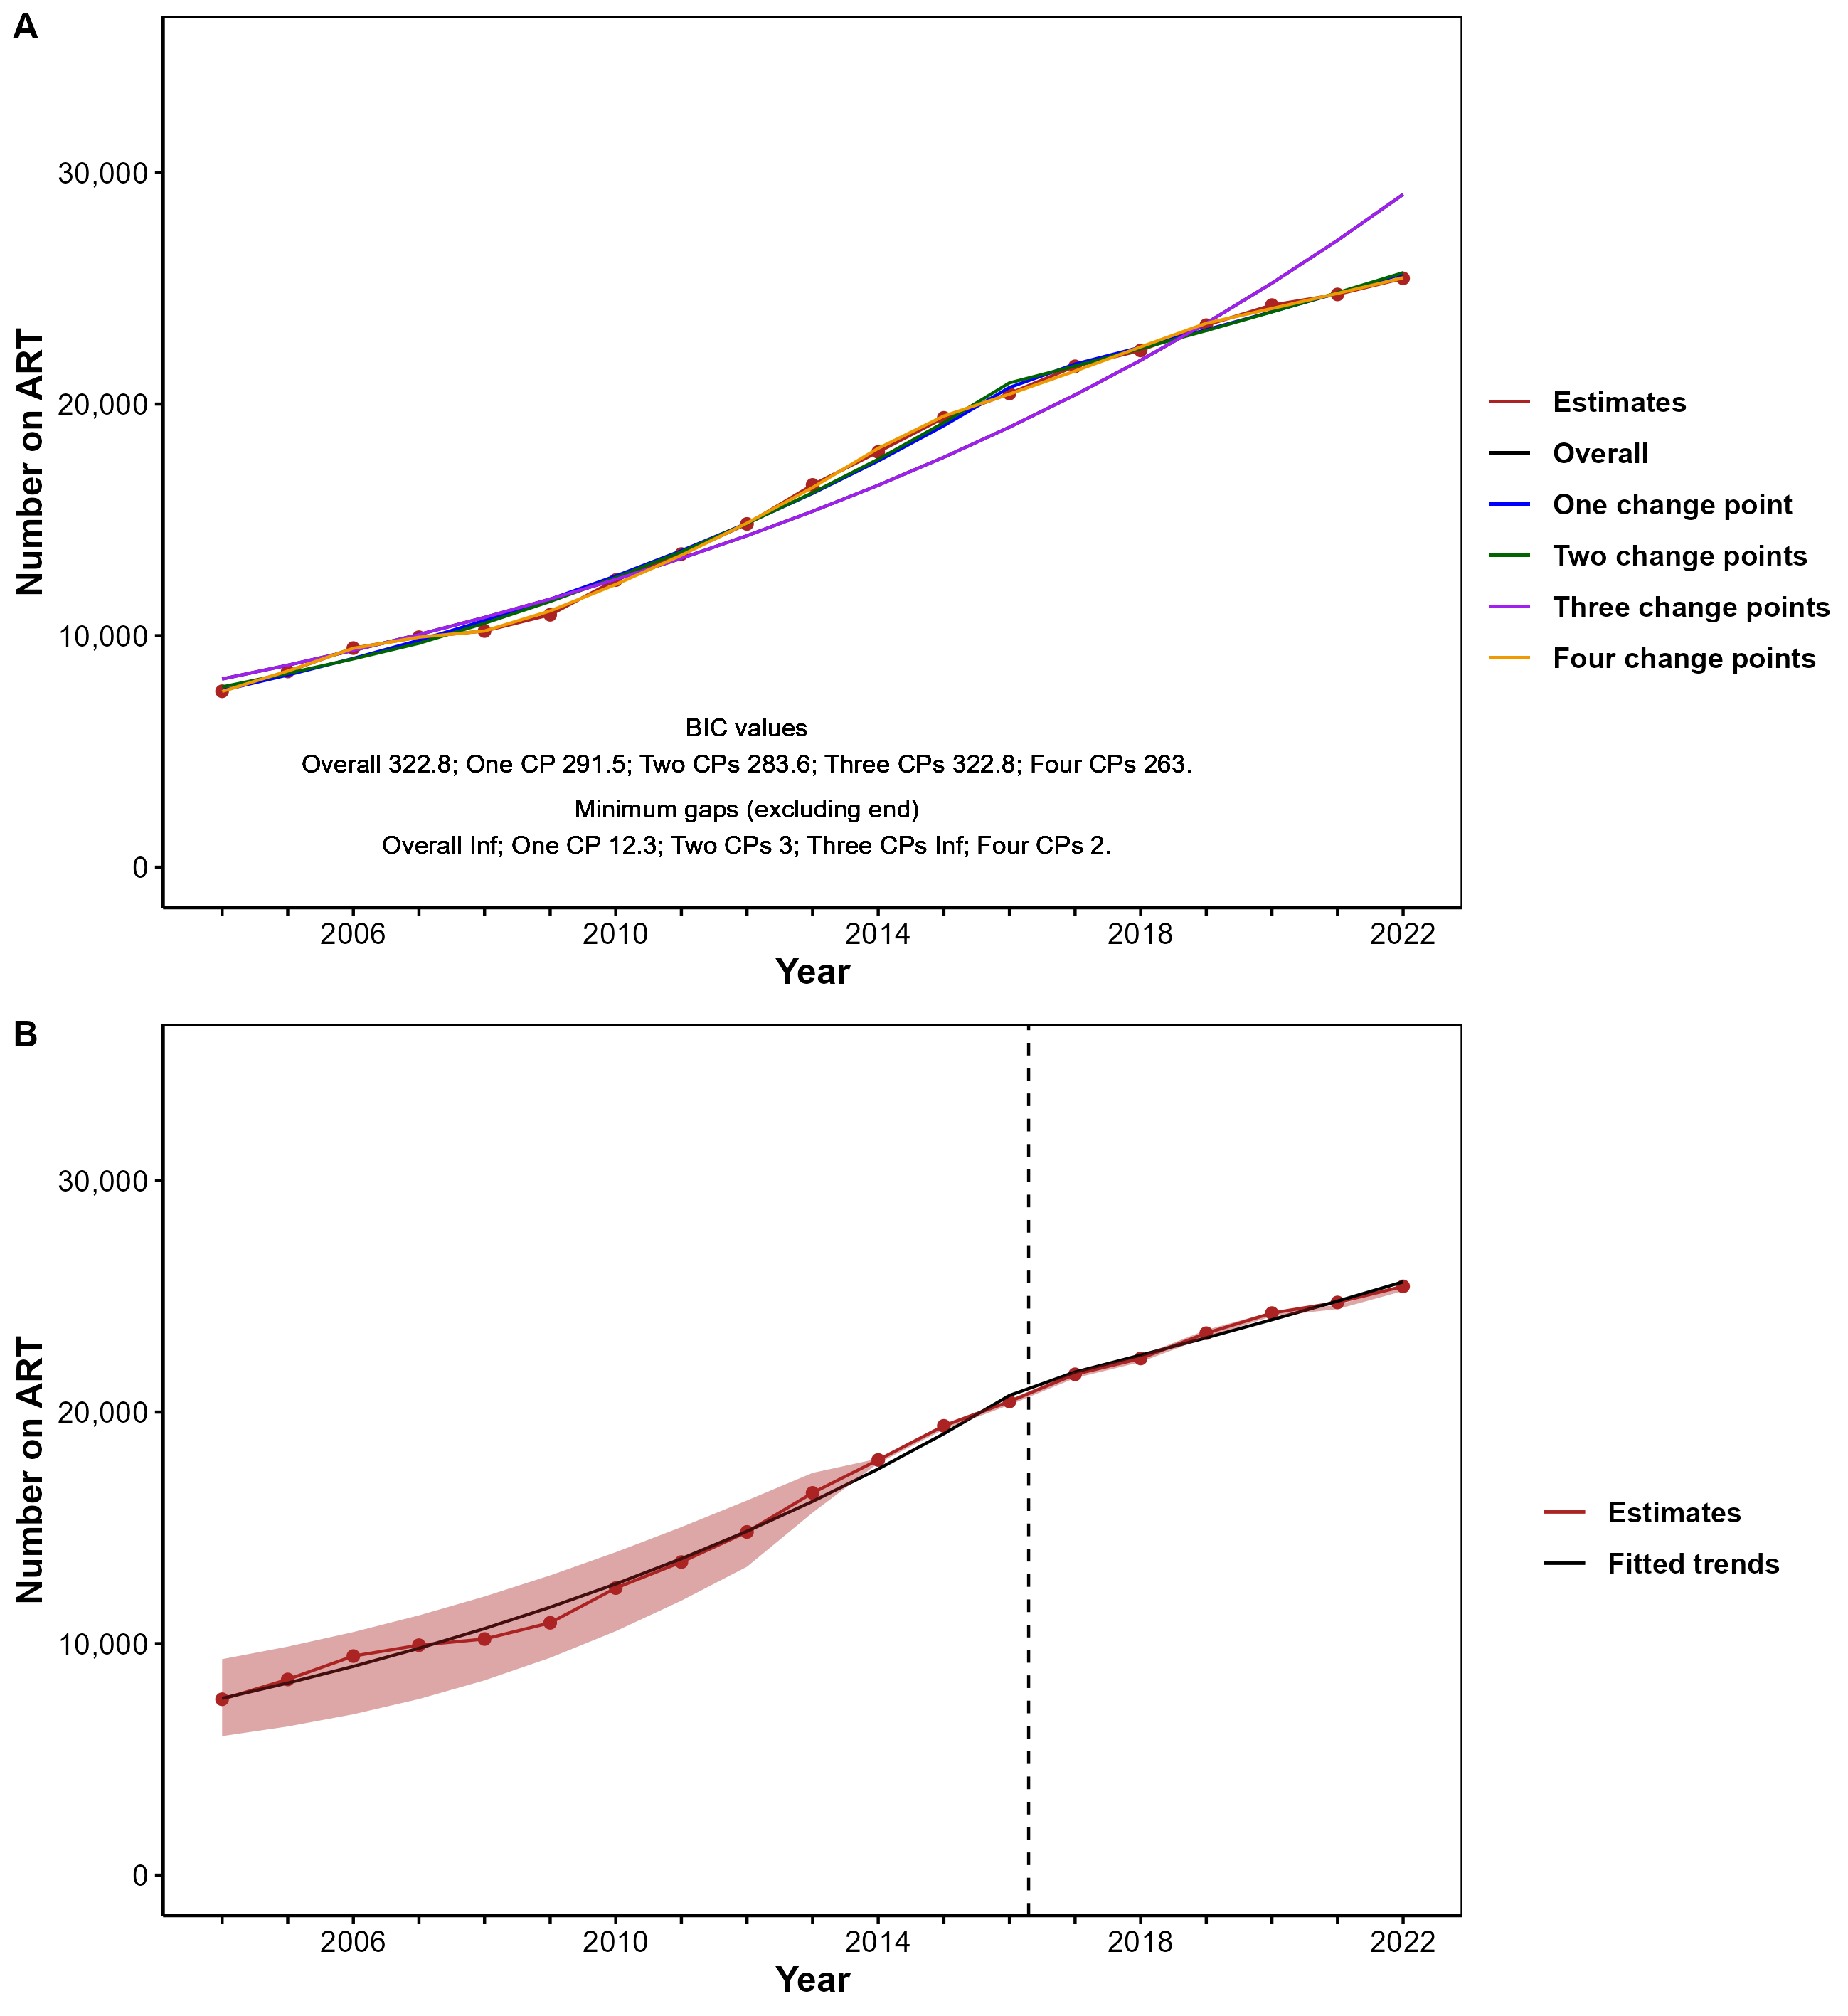 A
30,000
20,000
10,000
0
Number on ART
BIC values
Overall 322.8; One CP 291.5; Two CPs 283.6; Three CPs 322.8; Four CPs 263.
Minimum gaps (excluding end)
Overall Inf; One CP 12.3; Two CPs 3; Three CPs Inf; Four CPs 2.
2006 2010 2014 2018 2022
Year
Estimates
Overall
One change point
Two change points
Three change points
Four change points
B
30,000
20,000
10,000
0
Number on ART
2006 2010 2014 2018 2022
Year
Estimates
Fitted trends